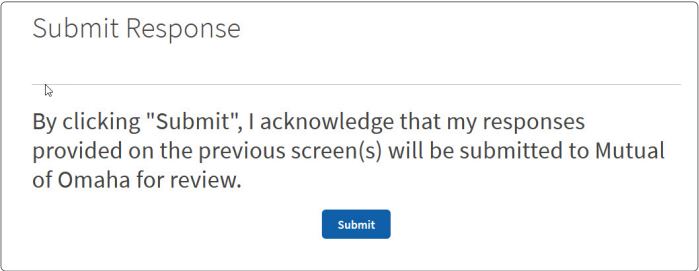 Submit Response
By clicking "Submit", I acknowledge that my responses
provided on the previous screen(s) will be submitted to Mutual
of Omaha for review.
Submit